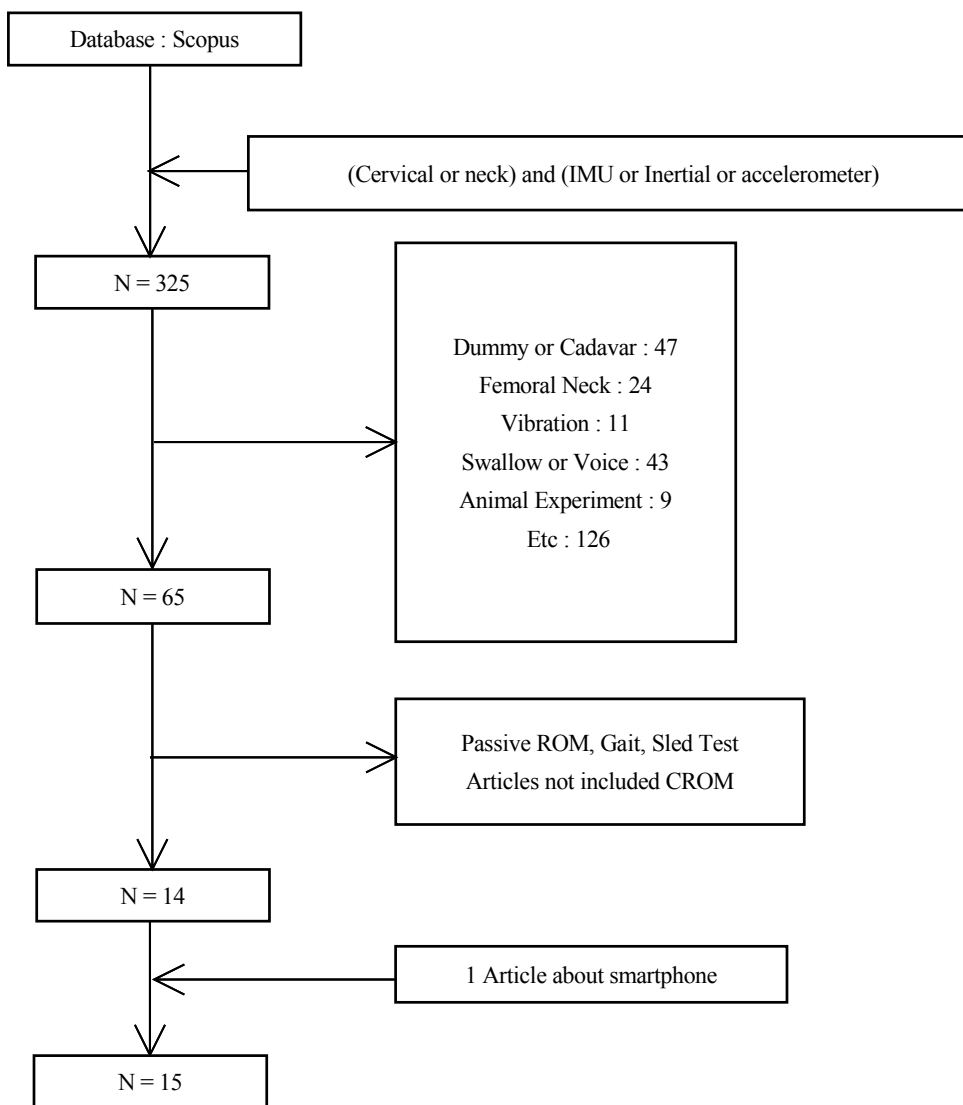 Database : Scopus
(Cervical or neck) and (IMU or Inertial or accelerometer)
N = 325
Dummy or Cadavar : 47
Femoral Neck : 24
Vibration : 11
Swallow or Voice : 43
Animal Experiment : 9
Etc : 126
N = 65
Passive ROM, Gait, Sled Test
Articles not included CROM
N = 14
1 Article about smartphone
N = 15